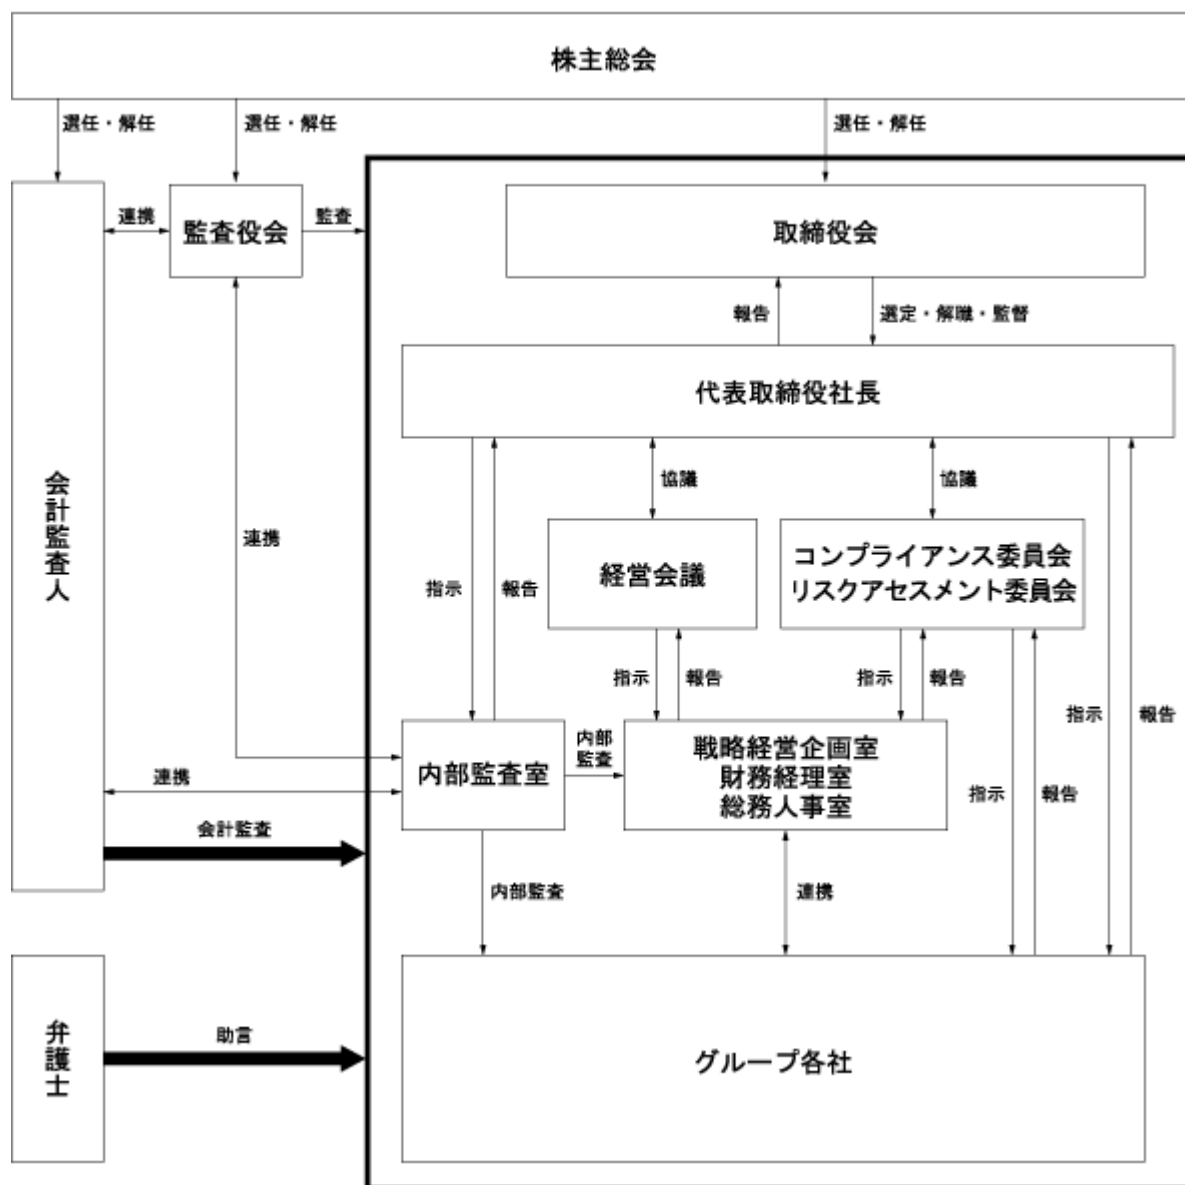 株主総会
選任・解任
選任・解任
選任・解任
連携
監査役会
監査
取締役会
報告
選定・解職・監督
代表取締役社長
会計監査人
協議
協議
連携
経営会議
コンプライアンス委員会
リスクアセスメント委員会
指示
報告
指示
報告
指示
報告
指示
報告
内部監査室
内部
監査
戦略経営企画室
財務経理室
総務人事室
連携
指示
報告
会計監査
内部監査
連携
弁護士
助言
グループ各社